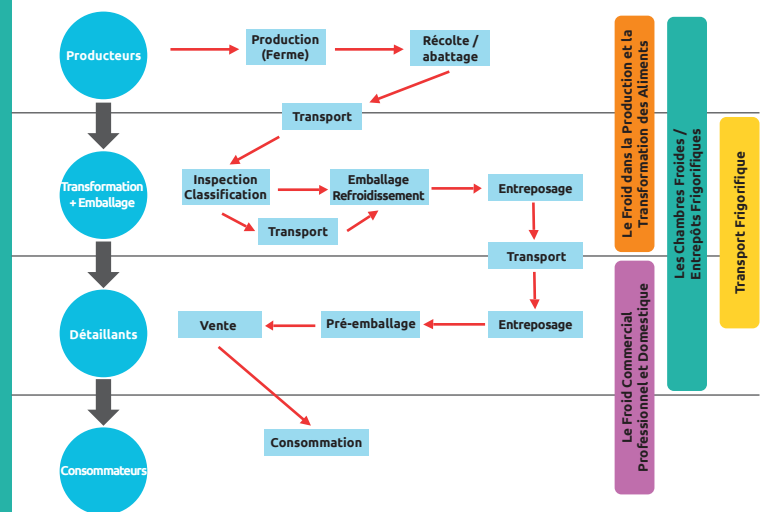 Producteurs
Production
(Ferme)
Récolte /
abattage
Transport
Transformation
+ Emballage
Inspection
Classification
Emballage
Refroidissement
Entreposage
Transport
Transport
Détaillants
Vente
Pré-emballage
Entreposage
Consommation
Consommateurs
Le Froid dans la Production et la
Transformation des Aliments
Le Froid Commercial
Professionnel et Domestique
Les Chambres Froides /
Entrepôts Frigorifiques
Transport Frigorifique